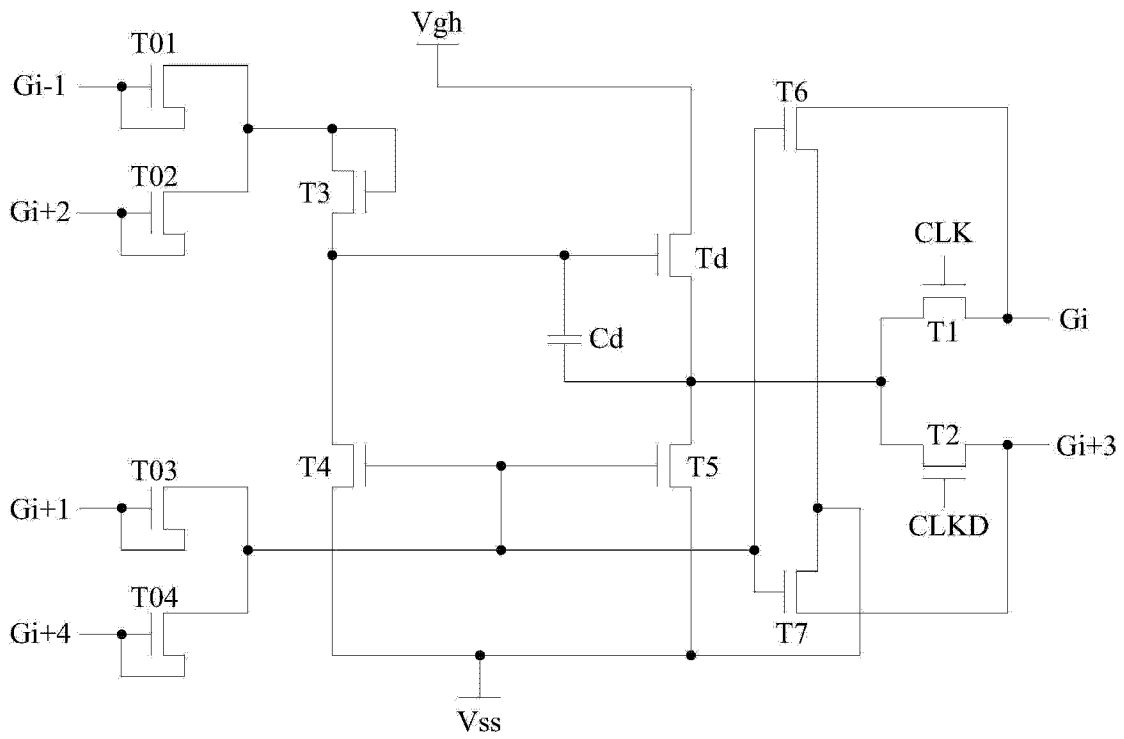 Vgh
T01
Gi-1
T6
T02
T3
Gi+2
CLK
Td
T1
Gi
Cd
T2
Gi+3
T4
T5
T03
Gi+1
CLKD
T04
Gi+4
T7
Vss